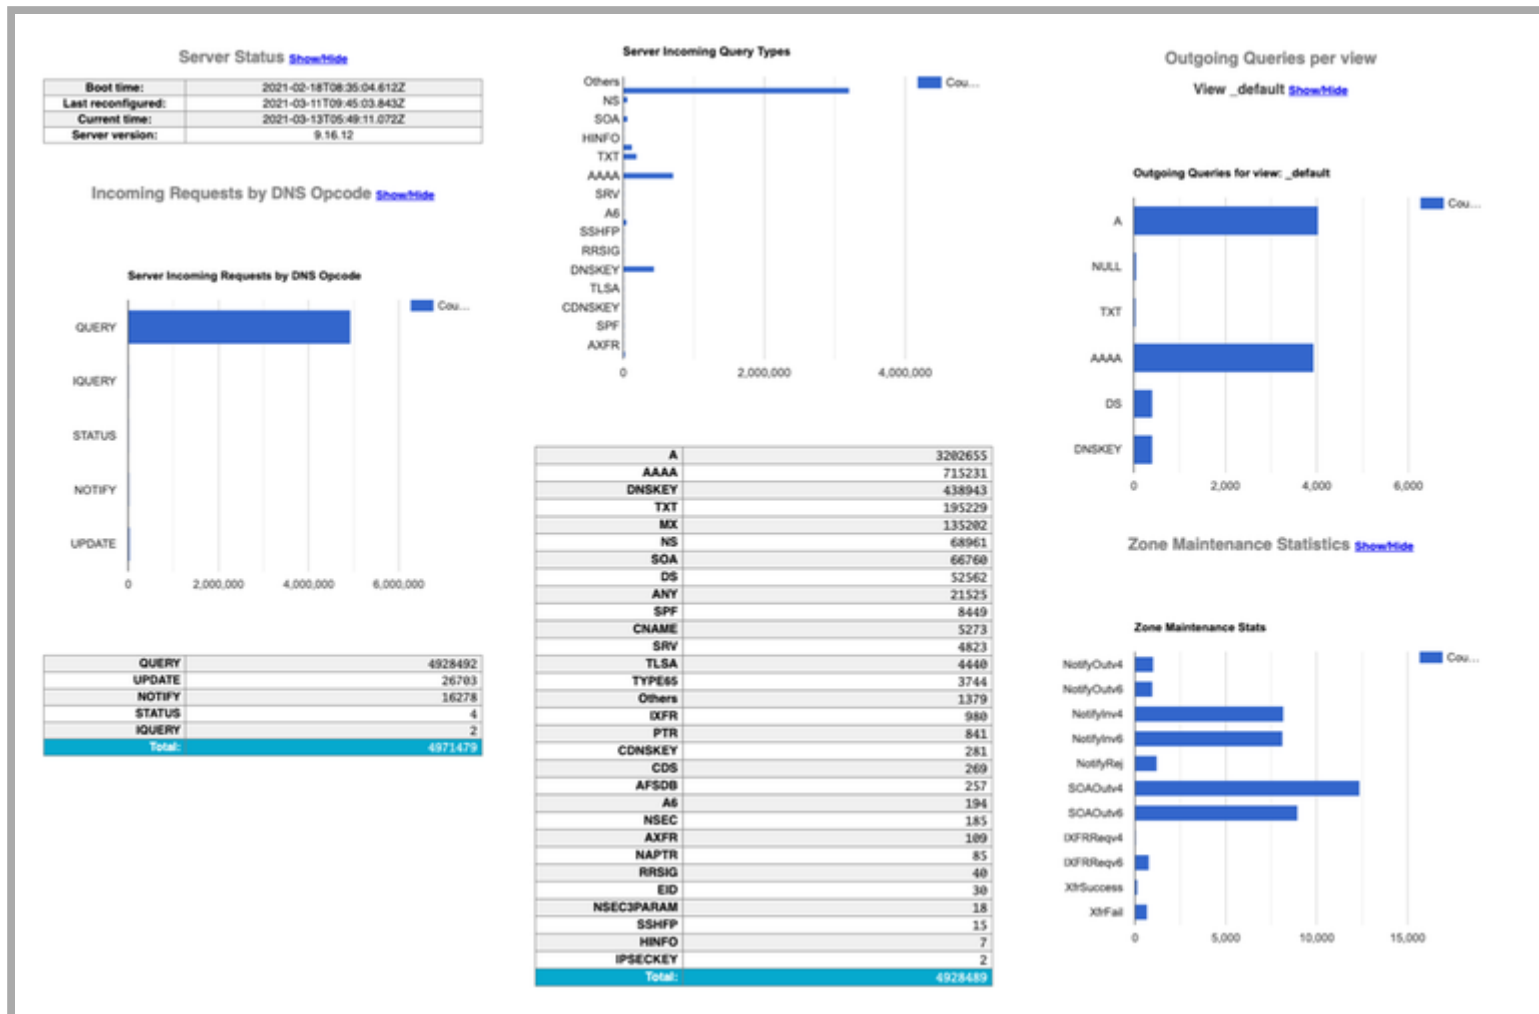 Server Status Show/Hide
Boot time: 2021-02-18T08:35:04.612Z
Last reconfigured: 2021-03-11T09:45:03.843Z
Current time: 2021-03-13T05:49:11.072Z
Server version: 9.16.12
Incoming Requests by DNS Opcode Show/Hide
Server Incoming Requests by DNS Opcode
Cou...
QUERY
IQUERY
STATUS
NOTIFY
UPDATE
0 2,000,000 4,000,000 6,000,000
QUERY 4928492
UPDATE 26703
NOTIFY 16278
STATUS 4
IQUERY 2
Total: 4971479
Server Incoming Query Types
Cou...
Others
NS
SOA
HINFO
TXT
AAAA
SRV
A6
SSHFP
RRSIG
DNSKEY
TLSA
CDNSKEY
SPF
AXFR
0 2,000,000 4,000,000
A 3202655
AAAA 715231
DNSKEY 438943
TXT 195229
MX 135202
NS 68961
SOA 66760
DS 52562
ANY 21525
SPF 8449
CNAME 5273
SRV 4823
TLSA 4440
TYPE65 3744
Others 1379
IXFR 980
PTR 841
CDNSKEY 281
CDS 269
AFSDB 257
A6 194
NSEC 185
AXFR 109
NAPTR 85
RRSIG 40
EID 30
NSEC3PARAM 18
SSHFP 15
HINFO 7
IPSECKEY 2
Total: 4928489
Outgoing Queries per view
View _default Show/Hide
Outgoing Queries for view: _default
Cou...
A
NULL
TXT
AAAA
DS
DNSKEY
0 2,000 4,000 6,000
Zone Maintenance Statistics Show/Hide
Zone Maintenance Stats
Cou...
NotifyOutv4
NotifyOutv6
NotifyInv4
NotifyInv6
NotifyRej
SOAOutv4
SOAOutv6
IXFRReqv4
IXFRReqv6
XfrSuccess
XfrFail
0 5,000 10,000 15,000